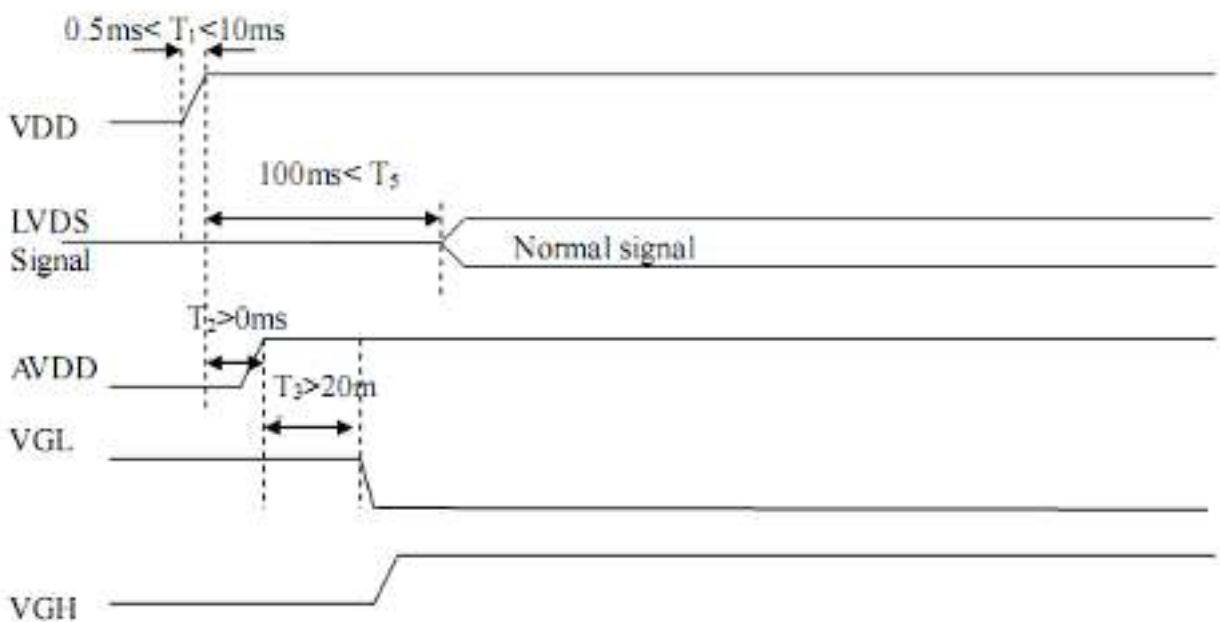 0.5ms< T₁<10ms
VDD
100ms< T₅
LVDS
Signal
Normal signal
T₂>0ms
AVDD
T₃>20m
VGL
VGH